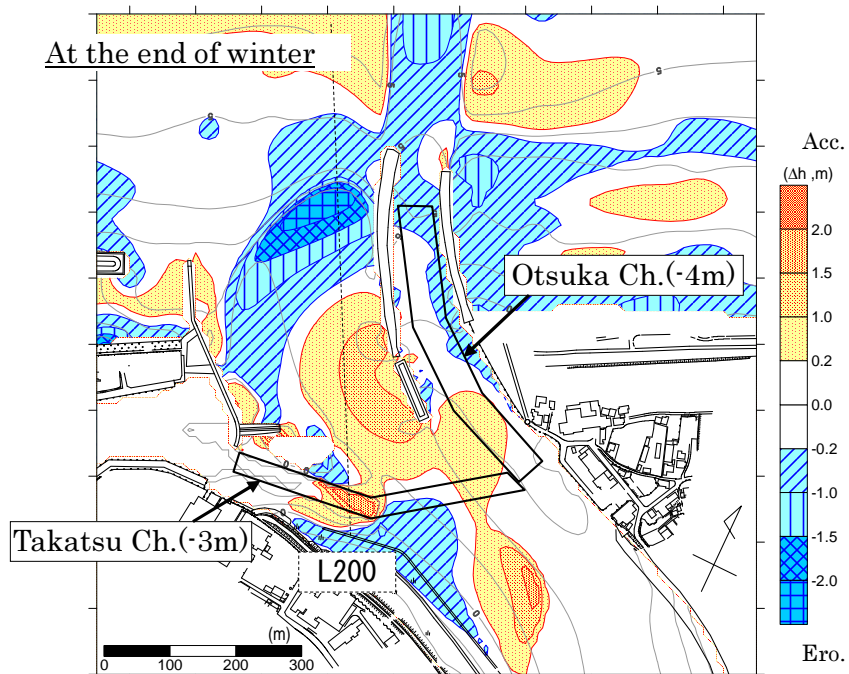 At the end of winter
Acc.
(Δh ,m)
2.0
1.5
1.0
0.2
0.0
-0.2
-1.0
-1.5
-2.0
Ero.
Otsuka Ch.(-4m)
Takatsu Ch.(-3m)
L200
(m)
0 100 200 300